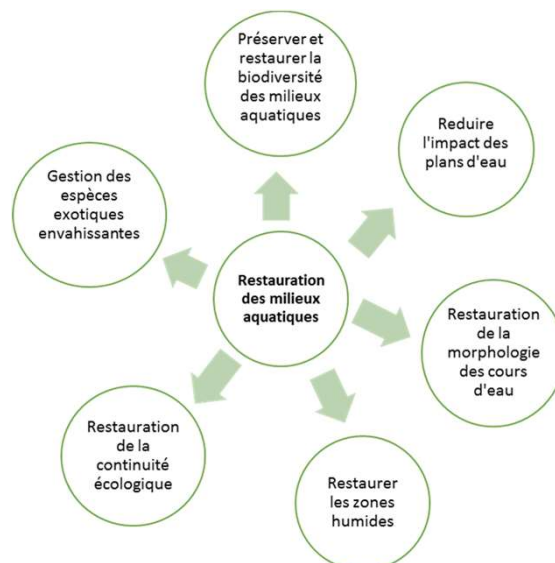 Préserver et
restaurer la
biodiversité
des milieux
aquatiques
Reduire
l'impact des
plans d'eau
Gestion des
espèces
exotiques
envahissantes
Restauration
des milieux
aquatiques
Restauration
de la
morphologie
des cours
d'eau
Restauration
de la
continuité
écologique
Restaurer
les zones
humides